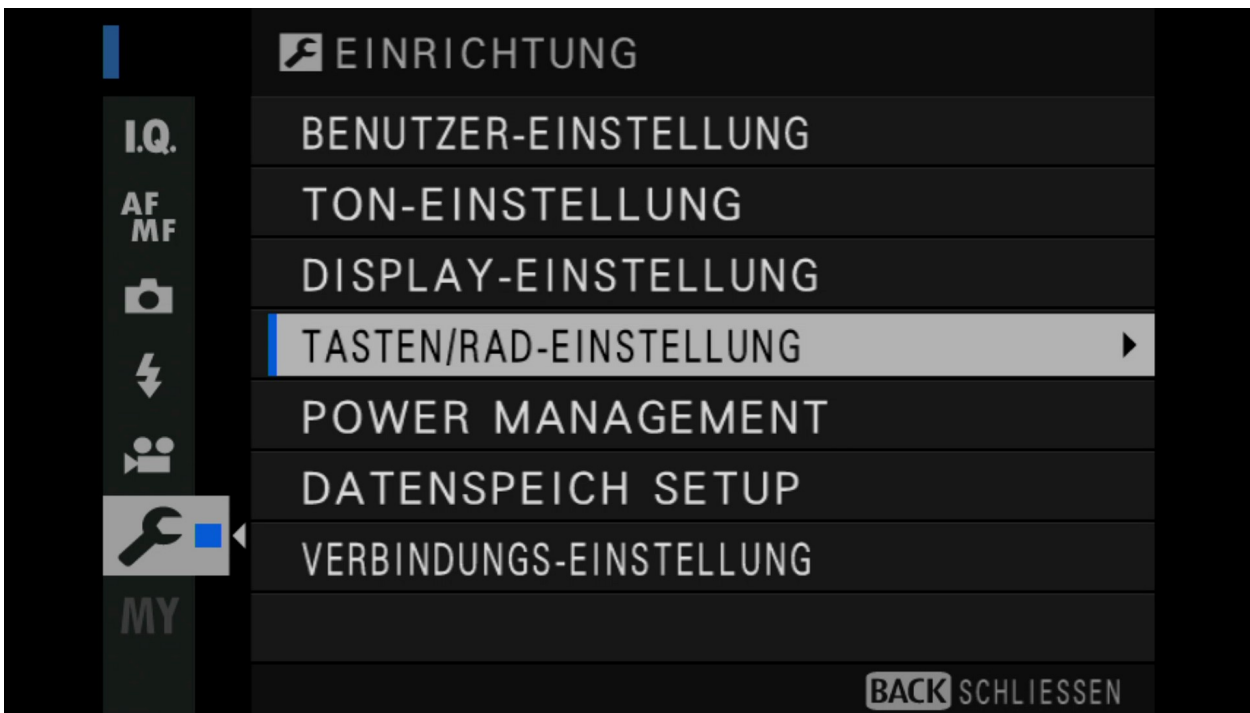 EINRICHTUNG
I.Q.
BENUTZER-EINSTELLUNG
AF
MF
TON-EINSTELLUNG
DISPLAY-EINSTELLUNG
TASTEN/RAD-EINSTELLUNG
POWER MANAGEMENT
DATENSPEICH SETUP
VERBINDUNGS-EINSTELLUNG
MY
BACK SCHLIESSEN